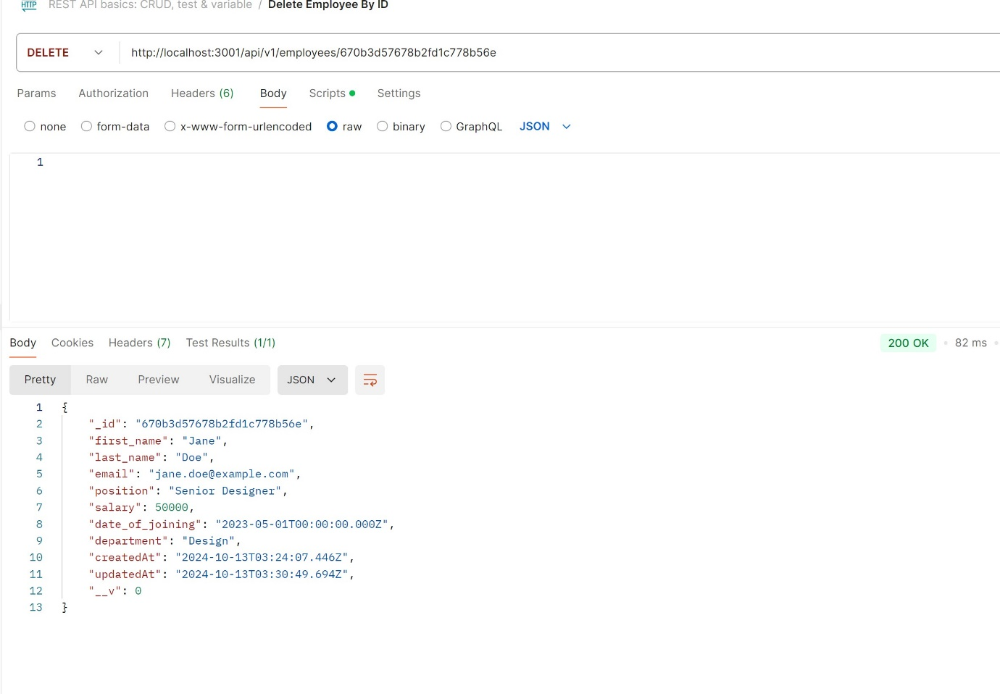 HTTP REST API basics: CRUD, test & variable / Delete Employee By ID
DELETE http://localhost:3001/api/v1/employees/670b3d57678b2fd1c778b56e
Params Authorization Headers (6) Body Scripts Settings
none form-data x-www-form-urlencoded raw binary GraphQL JSON
1
Body Cookies Headers (7) Test Results (1/1) 200 OK 82 ms
Pretty Raw Preview Visualize JSON
1 {
2 "_id": "670b3d57678b2fd1c778b56e",
3 "first_name": "Jane",
4 "last_name": "Doe",
5 "email": "jane.doe@example.com",
6 "position": "Senior Designer",
7 "salary": 50000,
8 "date_of_joining": "2023-05-01T00:00:00.000Z",
9 "department": "Design",
10 "createdAt": "2024-10-13T03:24:07.446Z",
11 "updatedAt": "2024-10-13T03:30:49.694Z",
12 "__v": 0
13 }